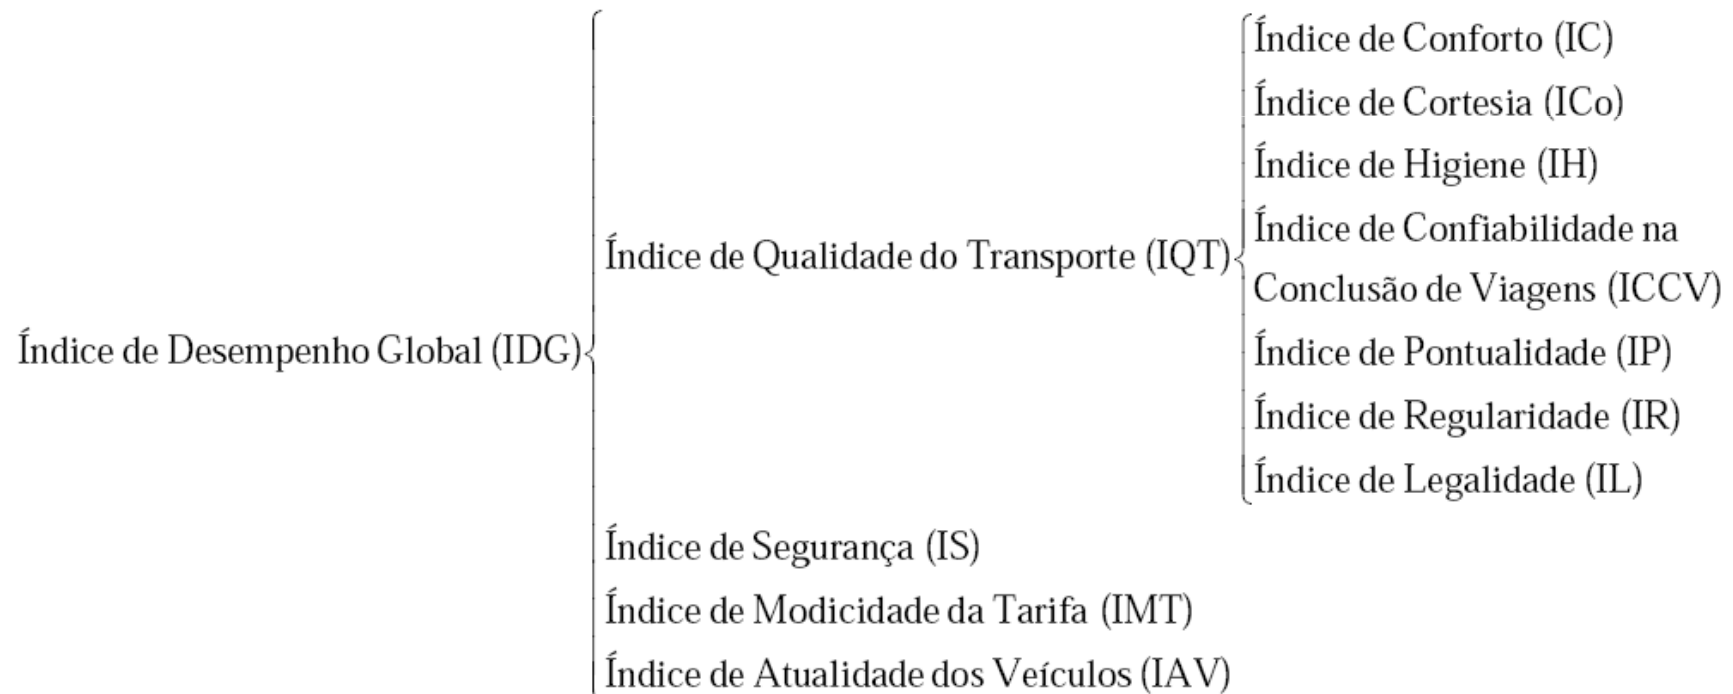 Índice de Conforto (IC)
Índice de Cortesia (ICo)
Índice de Higiene (IH)
Índice de Confiabilidade na
Índice de Qualidade do Transporte (IQT)
Conclusão de Viagens (ICCV)
Índice de Desempenho Global (IDG)
Índice de Pontualidade (IP)
Índice de Regularidade (IR)
Índice de Legalidade (IL)
Índice de Segurança (IS)
Índice de Modicidade da Tarifa (IMT)
Índice de Atualidade dos Veículos (IAV)